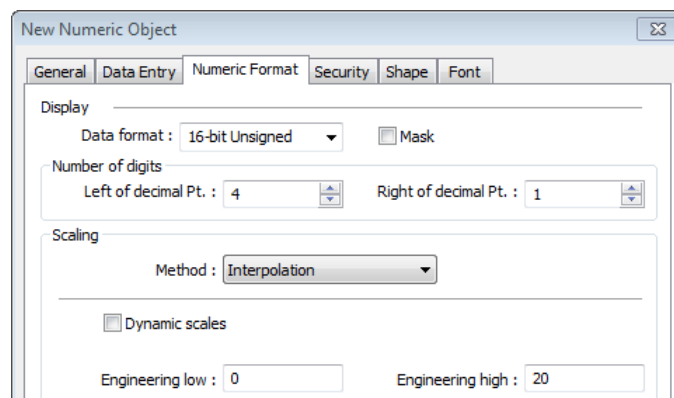 New Numeric Object
General Data Entry Numeric Format Security Shape Font
Display
Data format : 16-bit Unsigned Mask
Number of digits
Left of decimal Pt. : 4 Right of decimal Pt. : 1
Scaling
Method : Interpolation
Dynamic scales
Engineering low : 0 Engineering high : 20